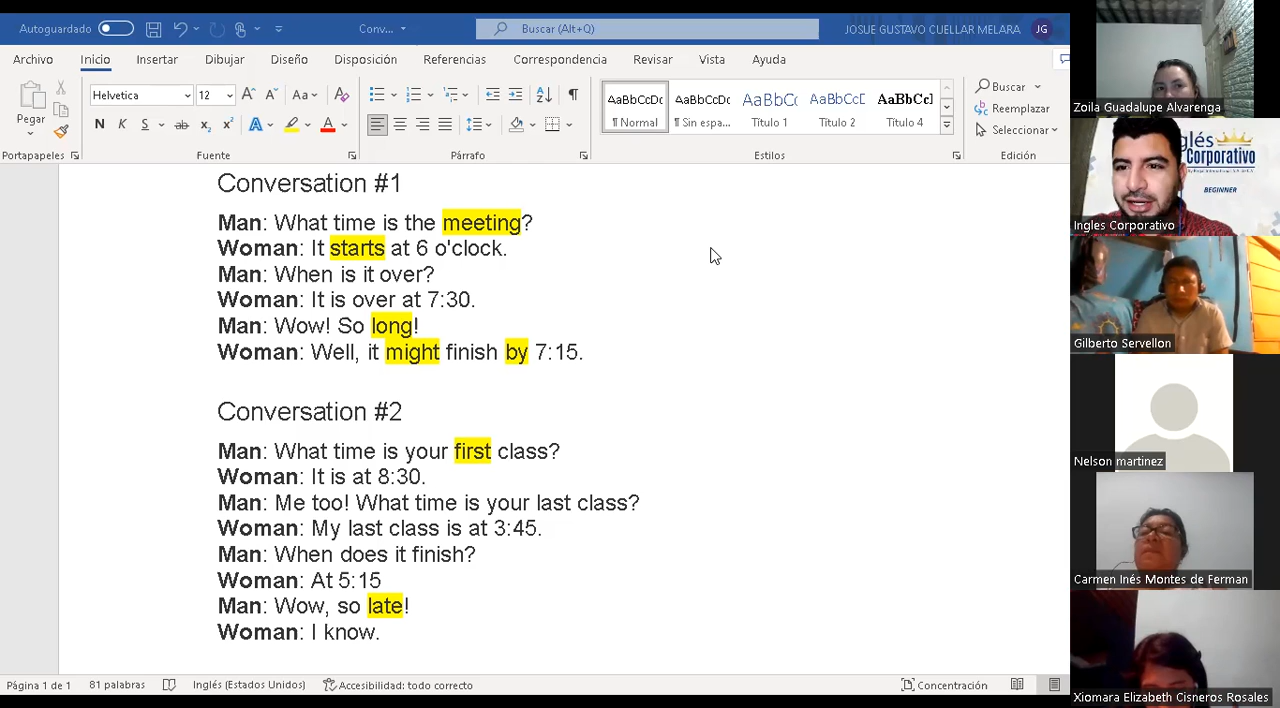 Autoguardado
Conv...
Buscar (Alt+Q)
JOSUE GUSTAVO CUELLAR MELARA
JG
Archivo
Inicio
Insertar
Dibujar
Diseño
Disposición
Referencias
Correspondencia
Revisar
Vista
Ayuda
Pegar
Portapapeles
Helvetica
12
Aa
N K S ab x₂ x² A A
Fuente
Párrafo
AaBbCcDc
¶ Normal
AaBbCcDc
¶ Sin espa...
AaBbCc
Título 1
AaBbCcD
Título 2
AaBbCcI
Título 4
Estilos
Buscar
Reemplazar
Seleccionar
Edición
Conversation #1
Man: What time is the meeting?
Woman: It starts at 6 o'clock.
Man: When is it over?
Woman: It is over at 7:30.
Man: Wow! So long!
Woman: Well, it might finish by 7:15.
Conversation #2
Man: What time is your first class?
Woman: It is at 8:30.
Man: Me too! What time is your last class?
Woman: My last class is at 3:45.
Man: When does it finish?
Woman: At 5:15
Man: Wow, so late!
Woman: I know.
Página 1 de 1
81 palabras
Inglés (Estados Unidos)
Accesibilidad: todo correcto
Concentración
Zoila Guadalupe Alvarenga
glés
Corporativo
BEGINNER
Ingles Corporativo
Gilberto Servellon
Nelson martinez
Carmen Inés Montes de Ferman
Xiomara Elizabeth Cisneros Rosales